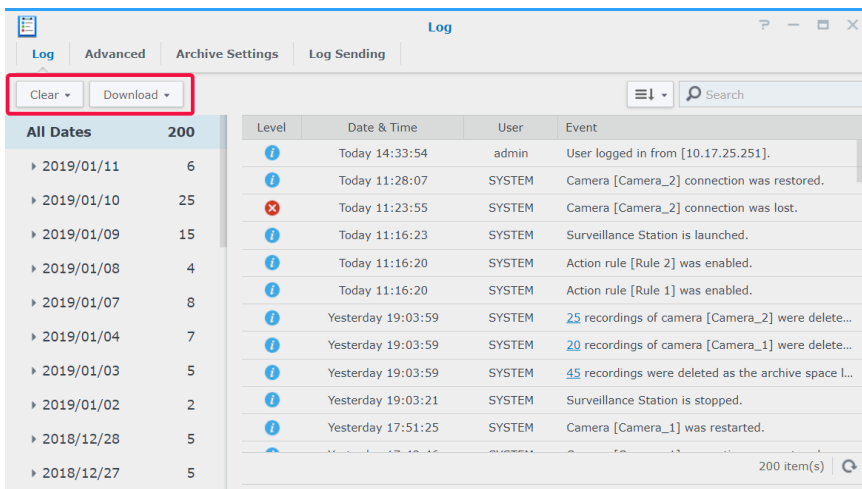 Log
Log Advanced Archive Settings Log Sending
Clear Download Search
All Dates 200
2019/01/11 6
2019/01/10 25
2019/01/09 15
2019/01/08 4
2019/01/07 8
2019/01/04 7
2019/01/03 5
2019/01/02 2
2018/12/28 5
2018/12/27 5
Level Date & Time User Event
Today 14:33:54 admin User logged in from [10.17.25.251].
Today 11:28:07 SYSTEM Camera [Camera_2] connection was restored.
Today 11:23:55 SYSTEM Camera [Camera_2] connection was lost.
Today 11:16:23 SYSTEM Surveillance Station is launched.
Today 11:16:20 SYSTEM Action rule [Rule 2] was enabled.
Today 11:16:20 SYSTEM Action rule [Rule 1] was enabled.
Yesterday 19:03:59 SYSTEM 25 recordings of camera [Camera_2] were delete...
Yesterday 19:03:59 SYSTEM 20 recordings of camera [Camera_1] were delete...
Yesterday 19:03:59 SYSTEM 45 recordings were deleted as the archive space l...
Yesterday 19:03:21 SYSTEM Surveillance Station is stopped.
Yesterday 17:51:25 SYSTEM Camera [Camera_1] was restarted.
200 item(s)